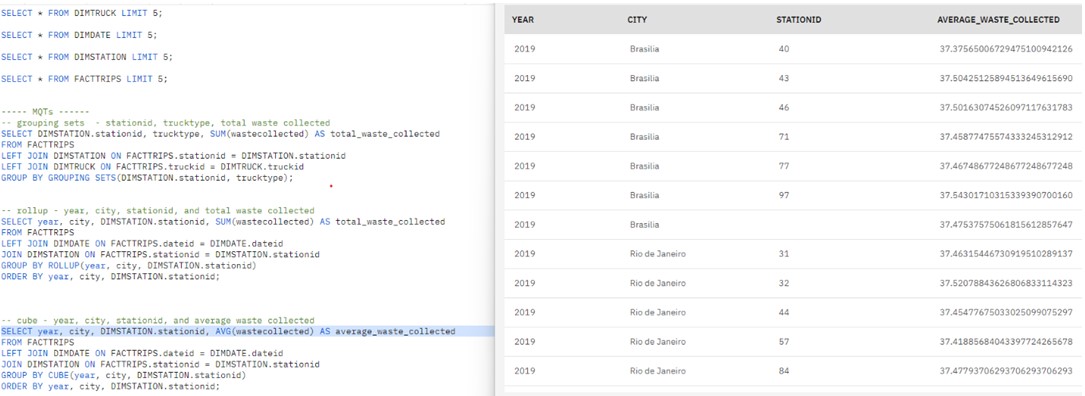 SELECT * FROM DIMTRUCK LIMIT 5;
SELECT * FROM DIMDATE LIMIT 5;
SELECT * FROM DIMSTATION LIMIT 5;
SELECT * FROM FACTTRIPS LIMIT 5;
----- MQTs ------
-- grouping sets  - stationid, trucktype, total waste collected
SELECT DIMSTATION.stationid, trucktype, SUM(wastecollected) AS total_waste_collected
FROM FACTTRIPS
LEFT JOIN DIMSTATION ON FACTTRIPS.stationid = DIMSTATION.stationid
LEFT JOIN DIMTRUCK ON FACTTRIPS.truckid = DIMTRUCK.truckid
GROUP BY GROUPING SETS(DIMSTATION.stationid, trucktype);
-- rollup - year, city, stationid, and total waste collected
SELECT year, city, DIMSTATION.stationid, SUM(wastecollected) AS total_waste_collected
FROM FACTTRIPS
LEFT JOIN DIMDATE ON FACTTRIPS.dateid = DIMDATE.dateid
JOIN DIMSTATION ON FACTTRIPS.stationid = DIMSTATION.stationid
GROUP BY ROLLUP(year, city, DIMSTATION.stationid)
ORDER BY year, city, DIMSTATION.stationid;
-- cube - year, city, stationid, and average waste collected
SELECT year, city, DIMSTATION.stationid, AVG(wastecollected) AS average_waste_collected
FROM FACTTRIPS
LEFT JOIN DIMDATE ON FACTTRIPS.dateid = DIMDATE.dateid
JOIN DIMSTATION ON FACTTRIPS.stationid = DIMSTATION.stationid
GROUP BY CUBE(year, city, DIMSTATION.stationid)
ORDER BY year, city, DIMSTATION.stationid;
YEAR CITY STATIONID AVERAGE_WASTE_COLLECTED
2019 Brasilia 40 37.37565006729475100942126
2019 Brasilia 43 37.50425125894513649615690
2019 Brasilia 46 37.50163074526097117631783
2019 Brasilia 71 37.45877475574333245312912
2019 Brasilia 77 37.46748677248677248677248
2019 Brasilia 97 37.54301710315339390700160
2019 Brasilia 37.47537575061815612857647
2019 Rio de Janeiro 31 37.46315446730919510289137
2019 Rio de Janeiro 32 37.52078843626806833114323
2019 Rio de Janeiro 44 37.45477675033025099075297
2019 Rio de Janeiro 57 37.41885684043397724265678
2019 Rio de Janeiro 84 37.47793706293706293706293